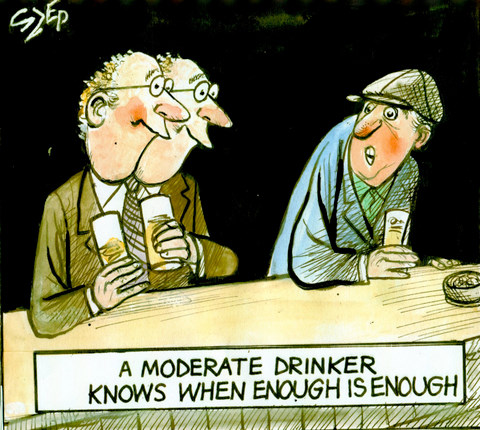 SZEP
A MODERATE DRINKER
KNOWS WHEN ENOUGH IS ENOUGH